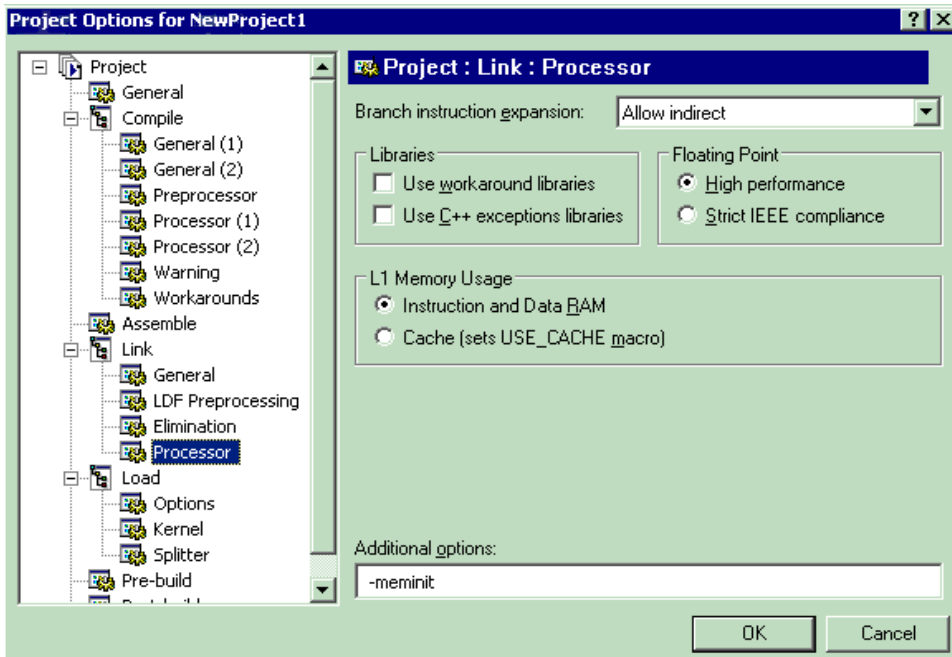 Project Options for NewProject1
Project
General
Compile
General (1)
General (2)
Preprocessor
Processor (1)
Processor (2)
Warning
Workarounds
Assemble
Link
General
LDF Preprocessing
Elimination
Processor
Load
Options
Kernel
Splitter
Pre-build
Project : Link : Processor
Branch instruction expansion: Allow indirect
Libraries
Use workaround libraries
Use C++ exceptions libraries
Floating Point
High performance
Strict IEEE compliance
L1 Memory Usage
Instruction and Data RAM
Cache (sets USE_CACHE macro)
Additional options:
-meminit
OK Cancel